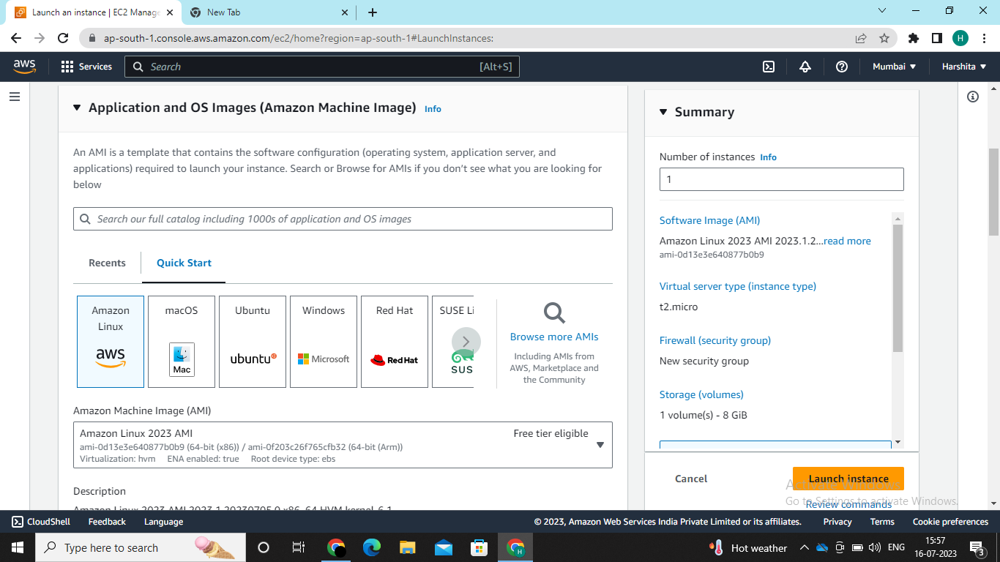 Launch an instance | EC2 Manage
New Tab
ap-south-1.console.aws.amazon.com/ec2/home?region=ap-south-1#LaunchInstances:
H
aws
Services
Search
[Alt+S]
Mumbai
Harshita
Application and OS Images (Amazon Machine Image) Info
An AMI is a template that contains the software configuration (operating system, application server, and
applications) required to launch your instance. Search or Browse for AMIs if you don't see what you are looking for
below
Search our full catalog including 1000s of application and OS images
Recents
Quick Start
Amazon
Linux
aws
macOS
Mac
Ubuntu
ubuntu
Windows
Microsoft
Red Hat
Red Hat
SUSE Li
SUS
Browse more AMIs
Including AMIs from
AWS, Marketplace and
the Community
Amazon Machine Image (AMI)
Amazon Linux 2023 AMI
Free tier eligible
ami-0d13e3e640877b0b9 (64-bit (x86)) / ami-0f203c26f765cfb32 (64-bit (Arm))
Virtualization: hvm ENA enabled: true Root device type: ebs
Description
Amazon Linux 2023 AMI 2023.1.20230705.0 x86_64 HVM kernel-6.1
Summary
Number of instances Info
1
Software Image (AMI)
Amazon Linux 2023 AMI 2023.1.2...read more
ami-0d13e3e640877b0b9
Virtual server type (instance type)
t2.micro
Firewall (security group)
New security group
Storage (volumes)
1 volume(s) - 8 GiB
Cancel
Launch instance
Review commands
Activate Windows
Go to Settings to activate Windows.
CloudShell
Feedback
Language
© 2023, Amazon Web Services India Private Limited or its affiliates.
Privacy
Terms
Cookie preferences
Type here to search
H
Hot weather
ENG
15:57
16-07-2023
3